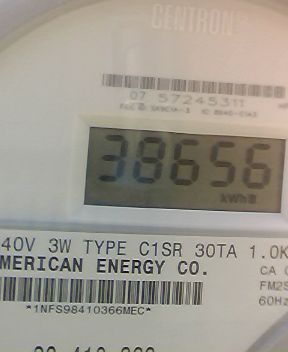 CENTRON
07 57245311
38656
kWh
40V 3W TYPE C1SR 30TA 1.0K
MERICAN ENERGY CO.
CA
FM2S
60Hz
*1NFS98410366MEC*